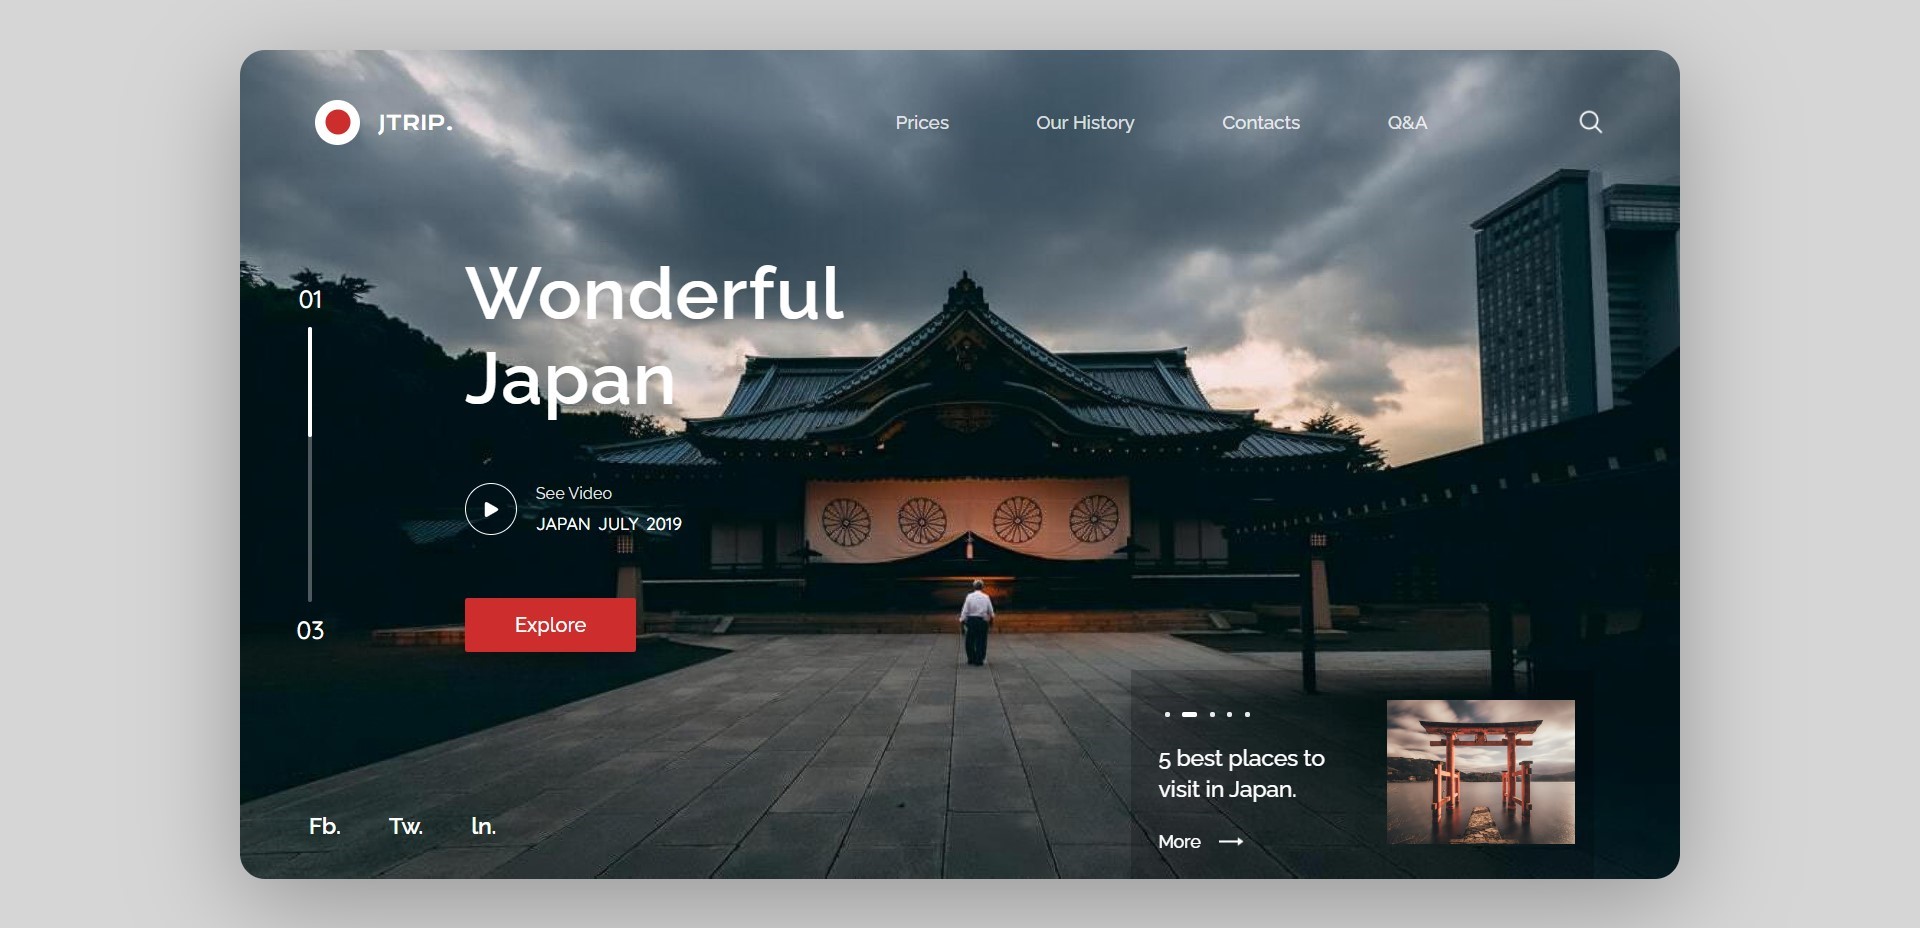 JTRIP.
Prices
Our History
Contacts
Q&A
Wonderful
Japan
01
See Video
JAPAN JULY 2019
Explore
03
5 best places to
visit in Japan.
More
Fb.
Tw.
ln.